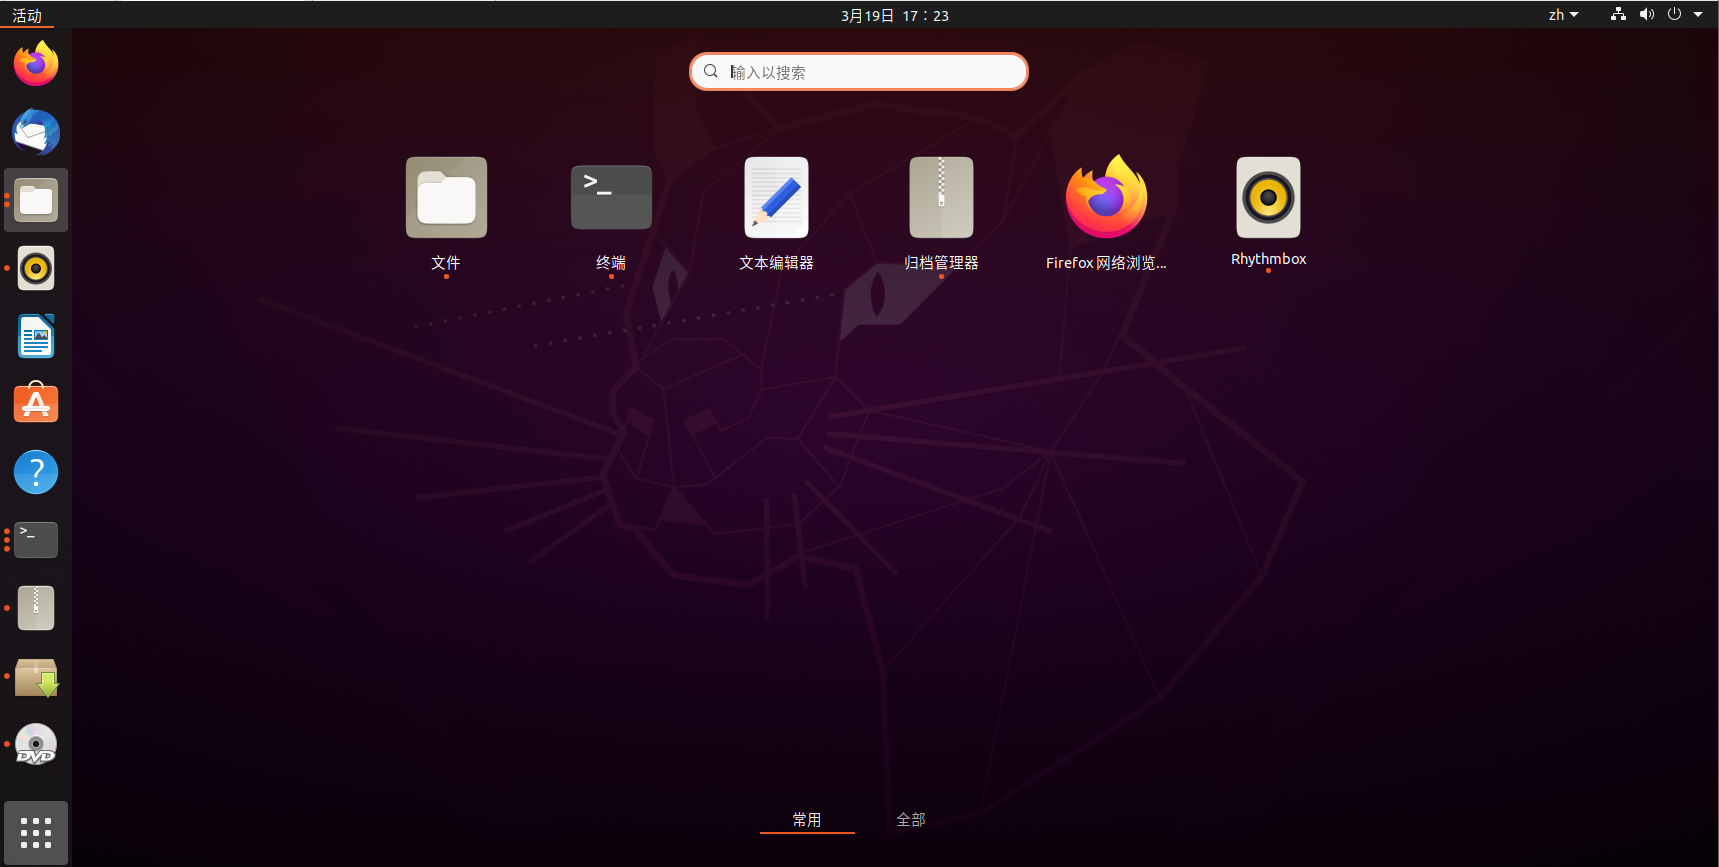 活动
3月19日 17：23
zh
输入以搜索
文件
终端
文本编辑器
归档管理器
Firefox 网络浏览...
Rhythmbox
>_
DVD
常用
全部